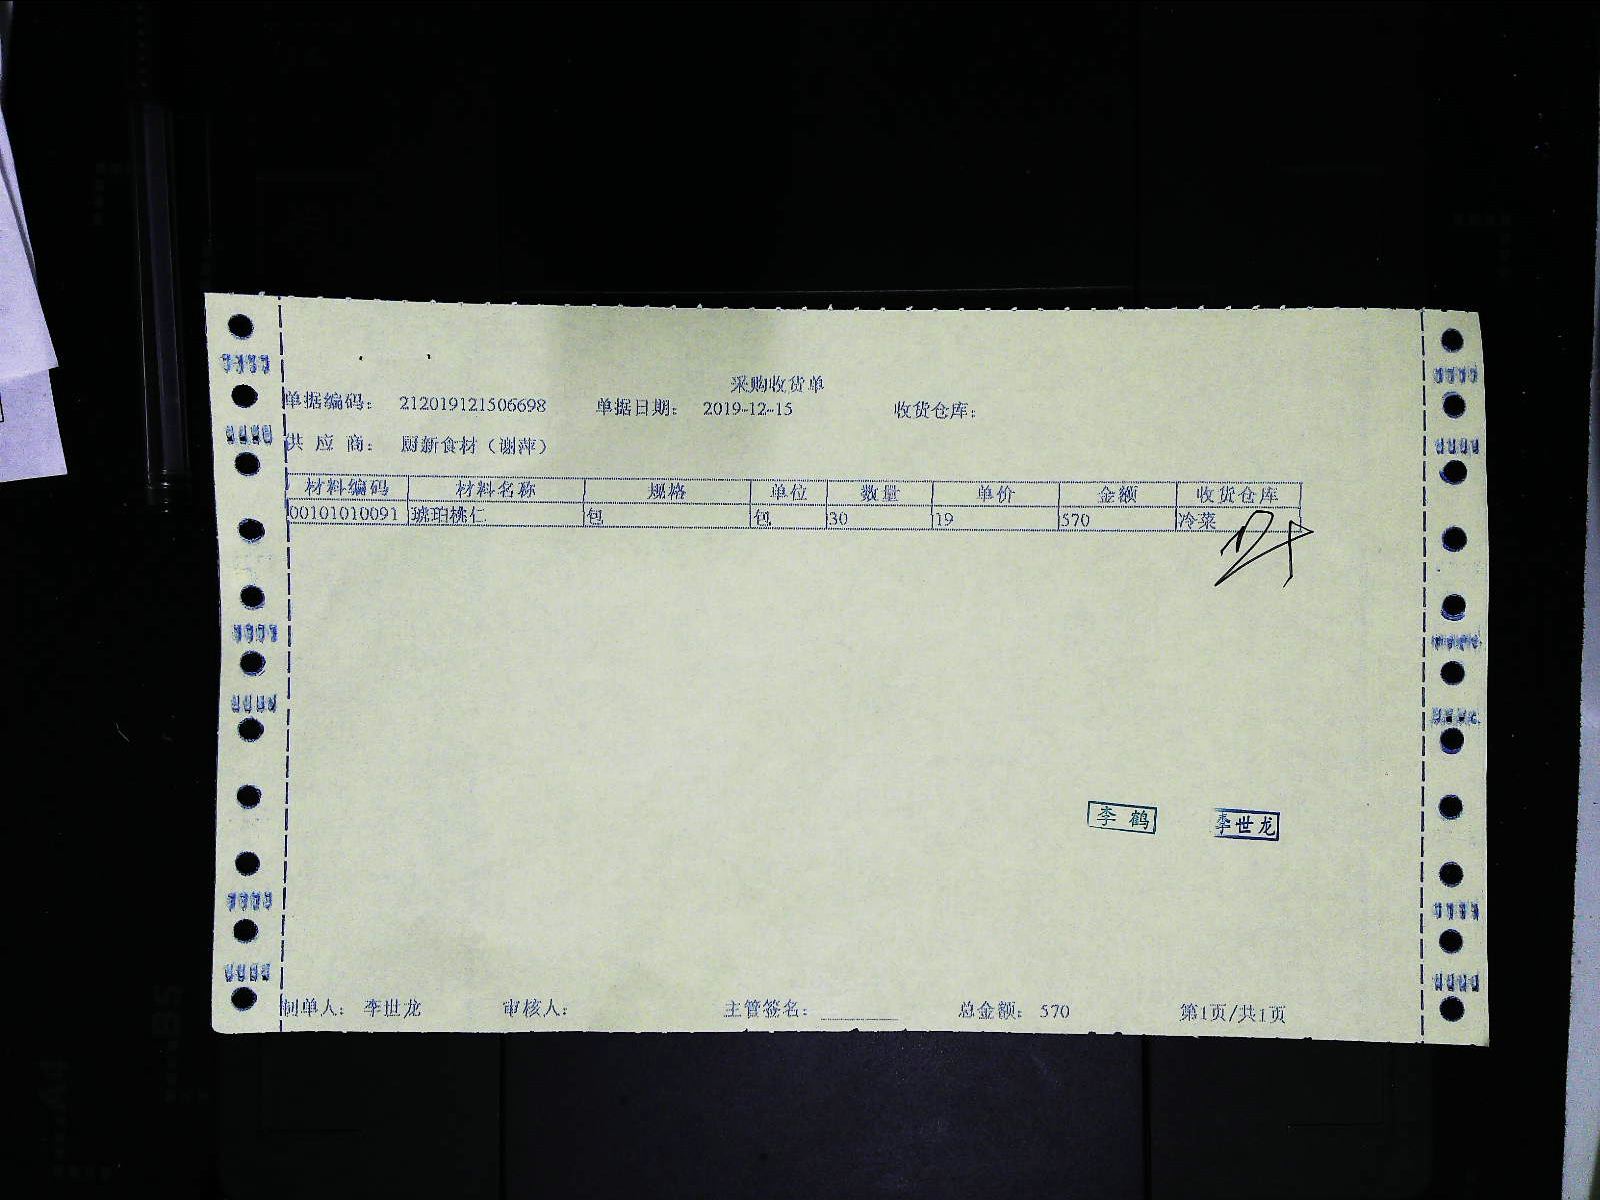 采购收货单
单据编码: 212019121506698 单据日期: 2019-12-15 收货仓库:
供 应 商: 厨新食材（谢萍）
材料编码 材料名称 规格 单位 数量 单价 金额 收货仓库
00101010091 琥珀桃仁 包 包 30 19 570 冷菜
李鹤 李世龙
制单人: 李世龙 审核人: 主管签名: 总金额: 570 第1页/共1页